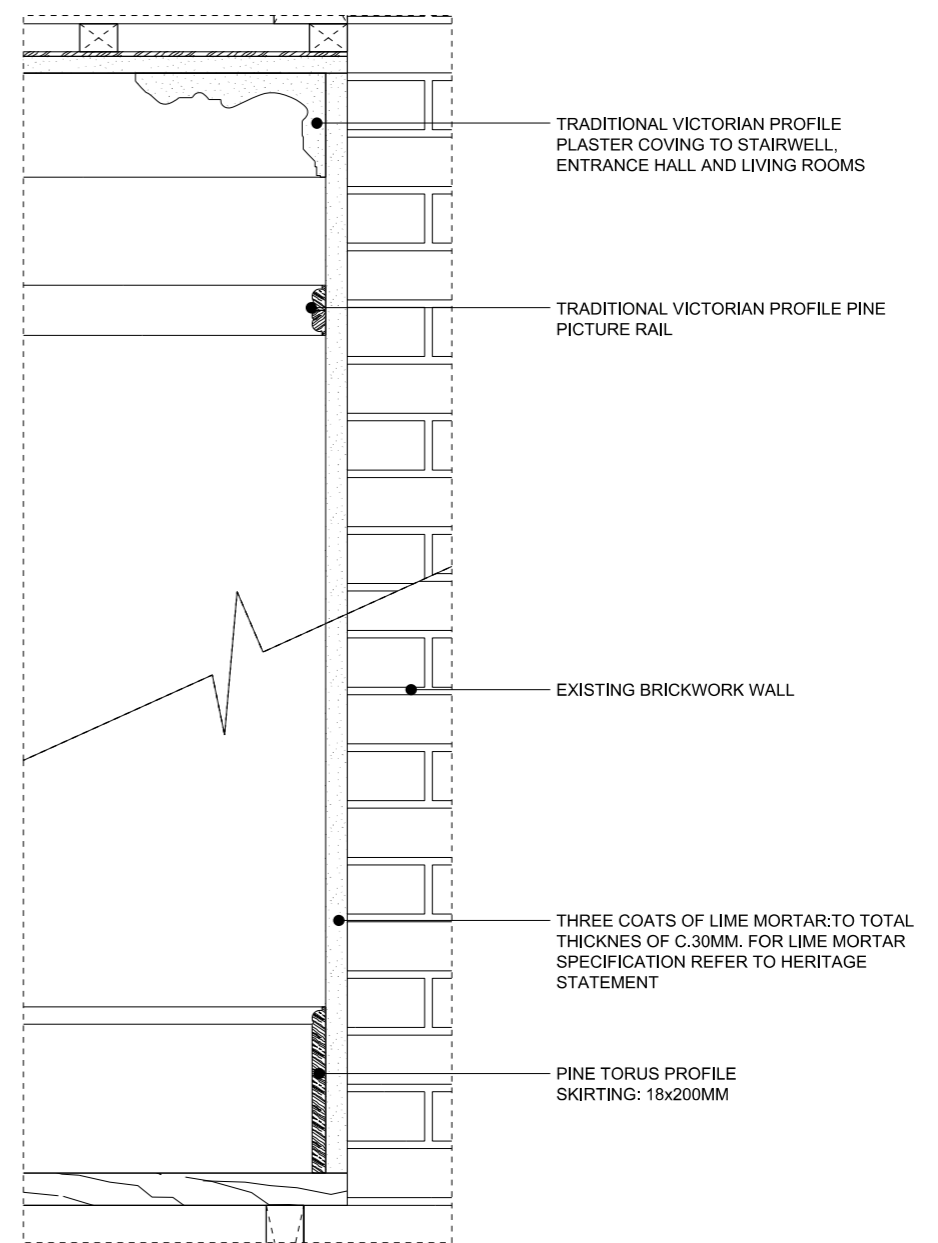 TRADITIONAL VICTORIAN PROFILE
PLASTER COVING TO STAIRWELL,
ENTRANCE HALL AND LIVING ROOMS
TRADITIONAL VICTORIAN PROFILE PINE
PICTURE RAIL
EXISTING BRICKWORK WALL
THREE COATS OF LIME MORTAR:TO TOTAL
THICKNES OF C.30MM. FOR LIME MORTAR
SPECIFICATION REFER TO HERITAGE
STATEMENT
PINE TORUS PROFILE
SKIRTING: 18x200MM